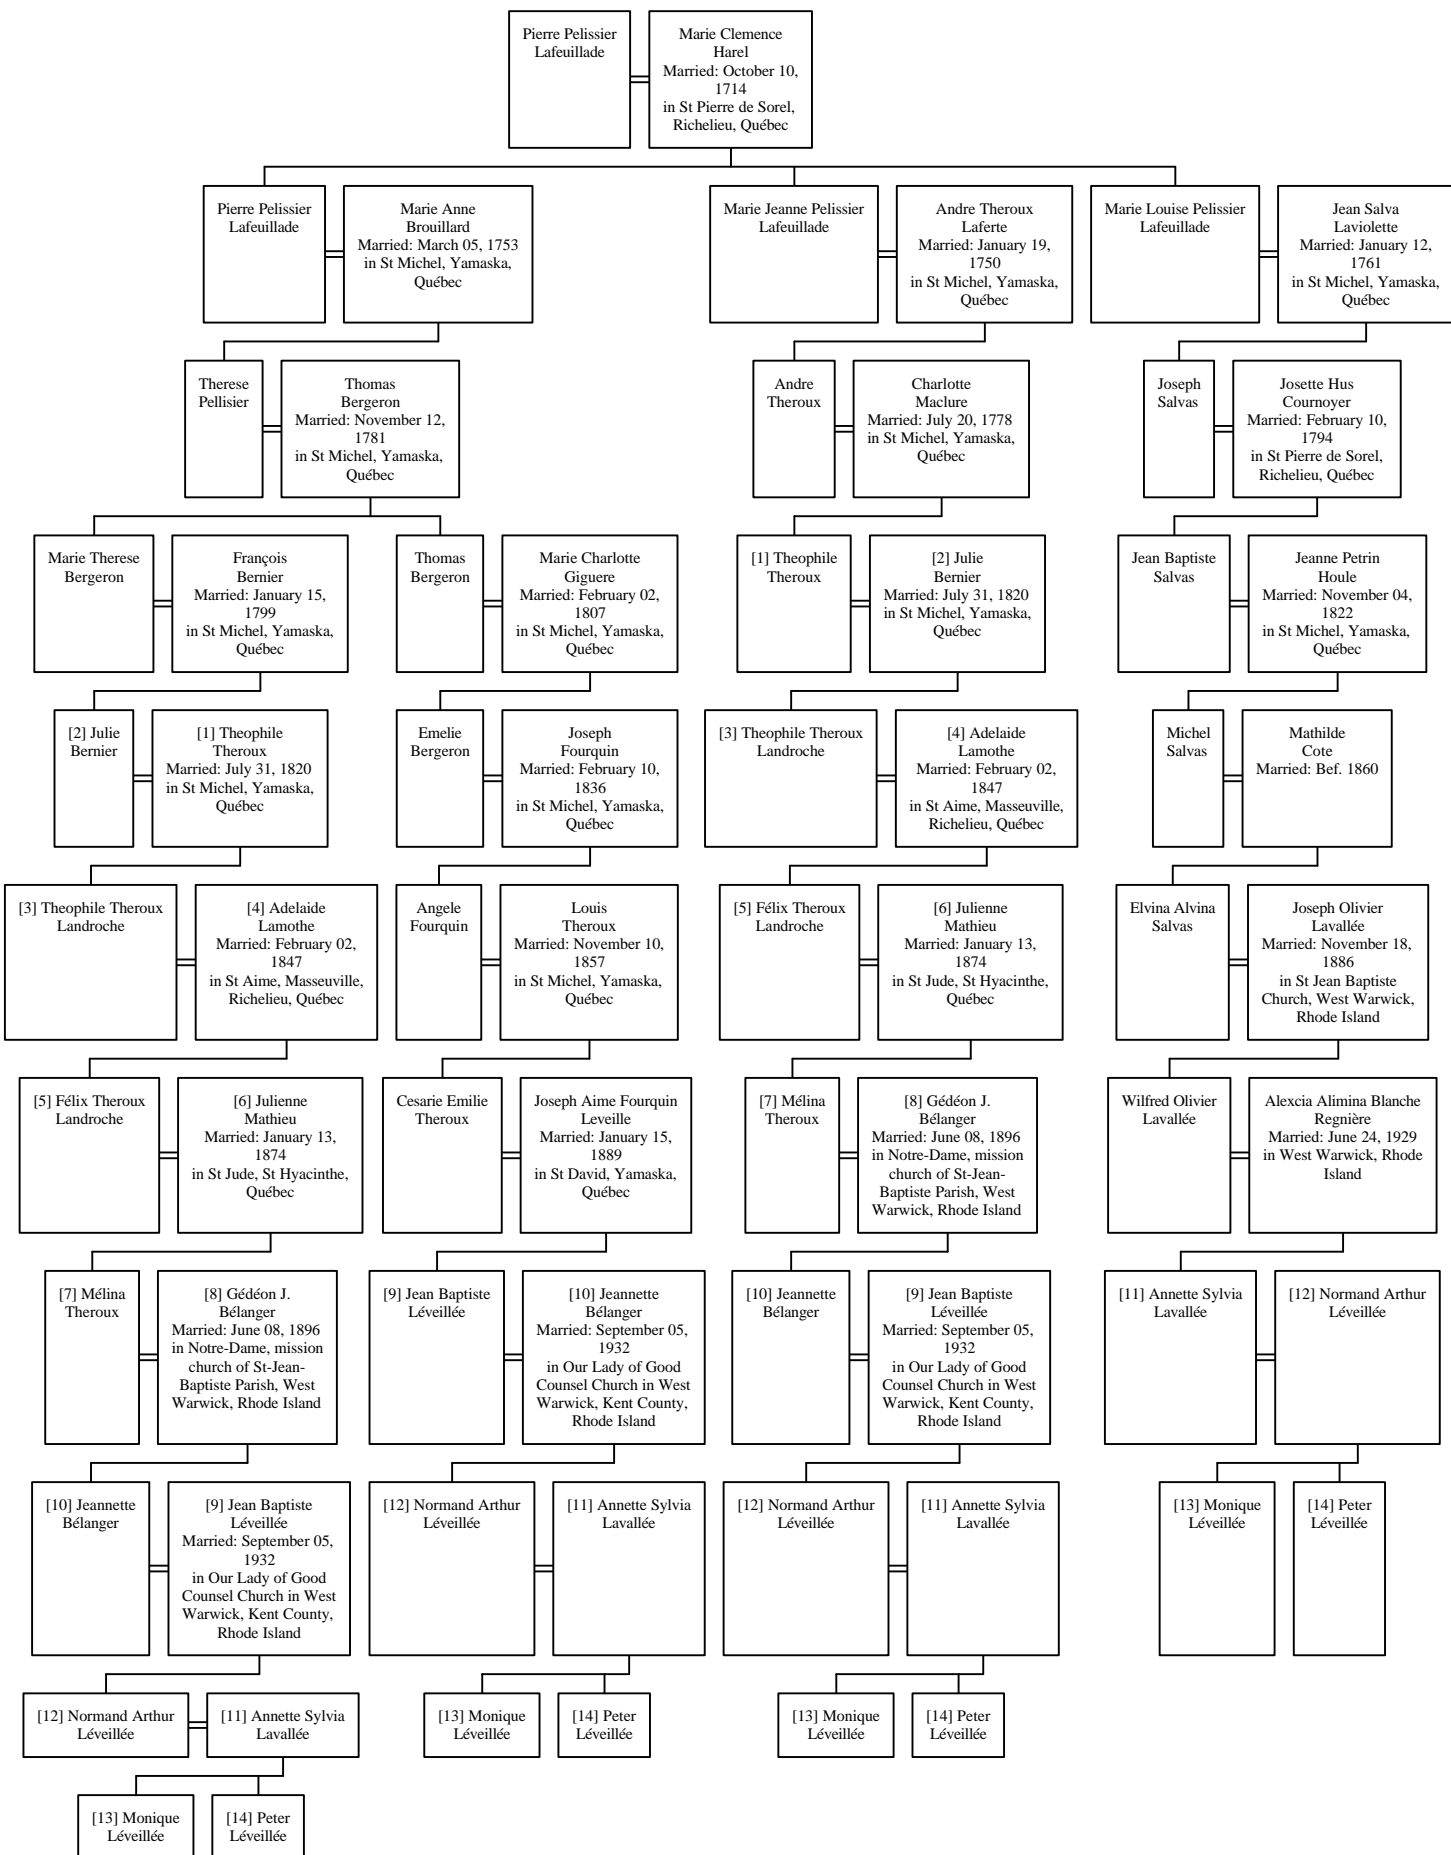 Pierre Pelissier
Lafeuillade
Marie Clemence
Harel
Married: October 10,
1714
in St Pierre de Sorel,
Richelieu, Québec
Pierre Pelissier
Lafeuillade
Marie Anne
Brouillard
Married: March 05, 1753
in St Michel, Yamaska,
Québec
Marie Jeanne Pelissier
Lafeuillade
Andre Theroux
Laferte
Married: January 19,
1750
in St Michel, Yamaska,
Québec
Marie Louise Pelissier
Lafeuillade
Jean Salva
Laviolette
Married: January 12,
1761
in St Michel, Yamaska,
Québec
Therese
Pellisier
Thomas
Bergeron
Married: November 12,
1781
in St Michel, Yamaska,
Québec
Andre
Theroux
Charlotte
Maclure
Married: July 20, 1778
in St Michel, Yamaska,
Québec
Joseph
Salvas
Josette Hus
Cournoyer
Married: February 10,
1794
in St Pierre de Sorel,
Richelieu, Québec
Marie Therese
Bergeron
François
Bernier
Married: January 15,
1799
in St Michel, Yamaska,
Québec
Thomas
Bergeron
Marie Charlotte
Giguere
Married: February 02,
1807
in St Michel, Yamaska,
Québec
[1] Theophile
Theroux
[2] Julie
Bernier
Married: July 31, 1820
in St Michel, Yamaska,
Québec
Jean Baptiste
Salvas
Jeanne Petrin
Houle
Married: November 04,
1822
in St Michel, Yamaska,
Québec
[2] Julie
Bernier
[1] Theophile
Theroux
Married: July 31, 1820
in St Michel, Yamaska,
Québec
Emelie
Bergeron
Joseph
Fourquin
Married: February 10,
1836
in St Michel, Yamaska,
Québec
[3] Theophile Theroux
Landroche
[4] Adelaide
Lamothe
Married: February 02,
1847
in St Aime, Masseuville,
Richelieu, Québec
Michel
Salvas
Mathilde
Cote
Married: Bef. 1860
[3] Theophile Theroux
Landroche
[4] Adelaide
Lamothe
Married: February 02,
1847
in St Aime, Masseuville,
Richelieu, Québec
Angele
Fourquin
Louis
Theroux
Married: November 10,
1857
in St Michel, Yamaska,
Québec
[5] Félix Theroux
Landroche
[6] Julienne
Mathieu
Married: January 13,
1874
in St Jude, St Hyacinthe,
Québec
Elvina Alvina
Salvas
Joseph Olivier
Lavallée
Married: November 18,
1886
in St Jean Baptiste
Church, West Warwick,
Rhode Island
[5] Félix Theroux
Landroche
[6] Julienne
Mathieu
Married: January 13,
1874
in St Jude, St Hyacinthe,
Québec
Cesarie Emilie
Theroux
Joseph Aime Fourquin
Leveille
Married: January 15,
1889
in St David, Yamaska,
Québec
[7] Mélina
Theroux
[8] Gédéon J.
Bélanger
Married: June 08, 1896
in Notre-Dame, mission
church of St-Jean-
Baptiste Parish, West
Warwick, Rhode Island
Wilfred Olivier
Lavallée
Alexcia Alimina Blanche
Regnière
Married: June 24, 1929
in West Warwick, Rhode
Island
[7] Mélina
Theroux
[8] Gédéon J.
Bélanger
Married: June 08, 1896
in Notre-Dame, mission
church of St-Jean-
Baptiste Parish, West
Warwick, Rhode Island
[9] Jean Baptiste
Léveillée
[10] Jeannette
Bélanger
Married: September 05,
1932
in Our Lady of Good
Counsel Church in West
Warwick, Kent County,
Rhode Island
[10] Jeannette
Bélanger
[9] Jean Baptiste
Léveillée
Married: September 05,
1932
in Our Lady of Good
Counsel Church in West
Warwick, Kent County,
Rhode Island
[11] Annette Sylvia
Lavallée
[12] Normand Arthur
Léveillée
[10] Jeannette
Bélanger
[9] Jean Baptiste
Léveillée
Married: September 05,
1932
in Our Lady of Good
Counsel Church in West
Warwick, Kent County,
Rhode Island
[12] Normand Arthur
Léveillée
[11] Annette Sylvia
Lavallée
[12] Normand Arthur
Léveillée
[11] Annette Sylvia
Lavallée
[13] Monique
Léveillée
[14] Peter
Léveillée
[12] Normand Arthur
Léveillée
[11] Annette Sylvia
Lavallée
[13] Monique
Léveillée
[14] Peter
Léveillée
[13] Monique
Léveillée
[14] Peter
Léveillée
[13] Monique
Léveillée
[14] Peter
Léveillée